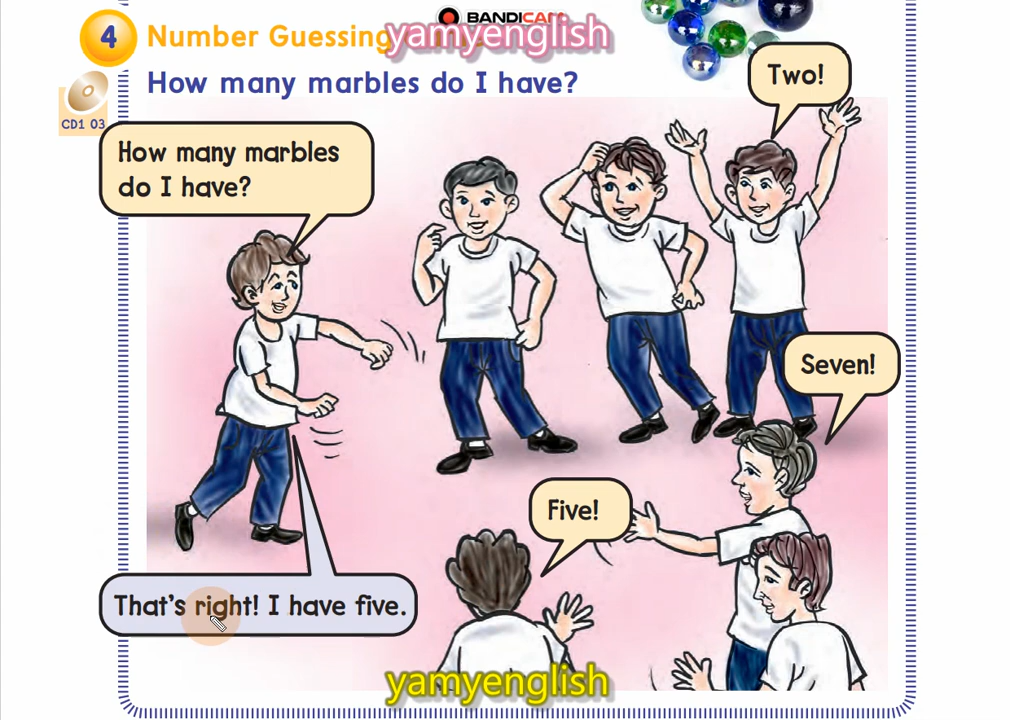 BANDICAM
4 Number Guessing
yamyenglish
How many marbles do I have?
CD1 03
Two!
How many marbles
do I have?
Seven!
Five!
That's right! I have five.
yamyenglish